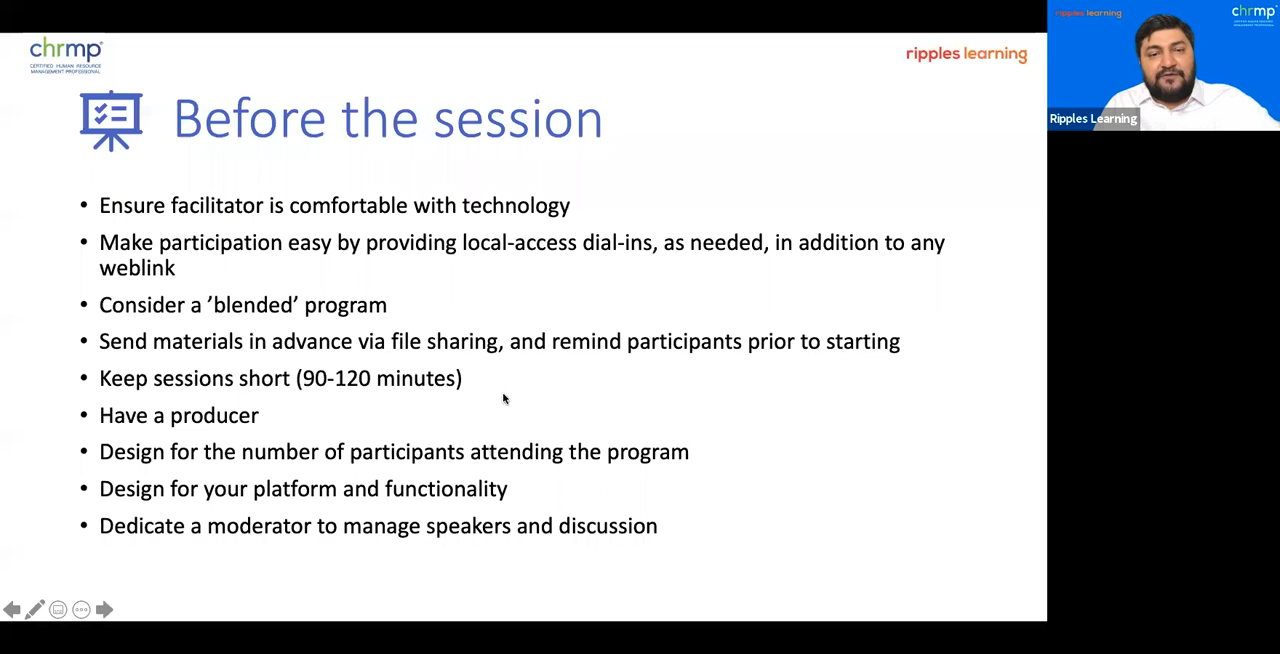 chrmp
CERTIFIED HUMAN RESOURCE
MANAGEMENT PROFESSIONAL
ripples learning
Before the session
• Ensure facilitator is comfortable with technology
• Make participation easy by providing local-access dial-ins, as needed, in addition to any
weblink
• Consider a ’blended’ program
• Send materials in advance via file sharing, and remind participants prior to starting
• Keep sessions short (90-120 minutes)
• Have a producer
• Design for the number of participants attending the program
• Design for your platform and functionality
• Dedicate a moderator to manage speakers and discussion
ripples learning
chrmp
Ripples Learning